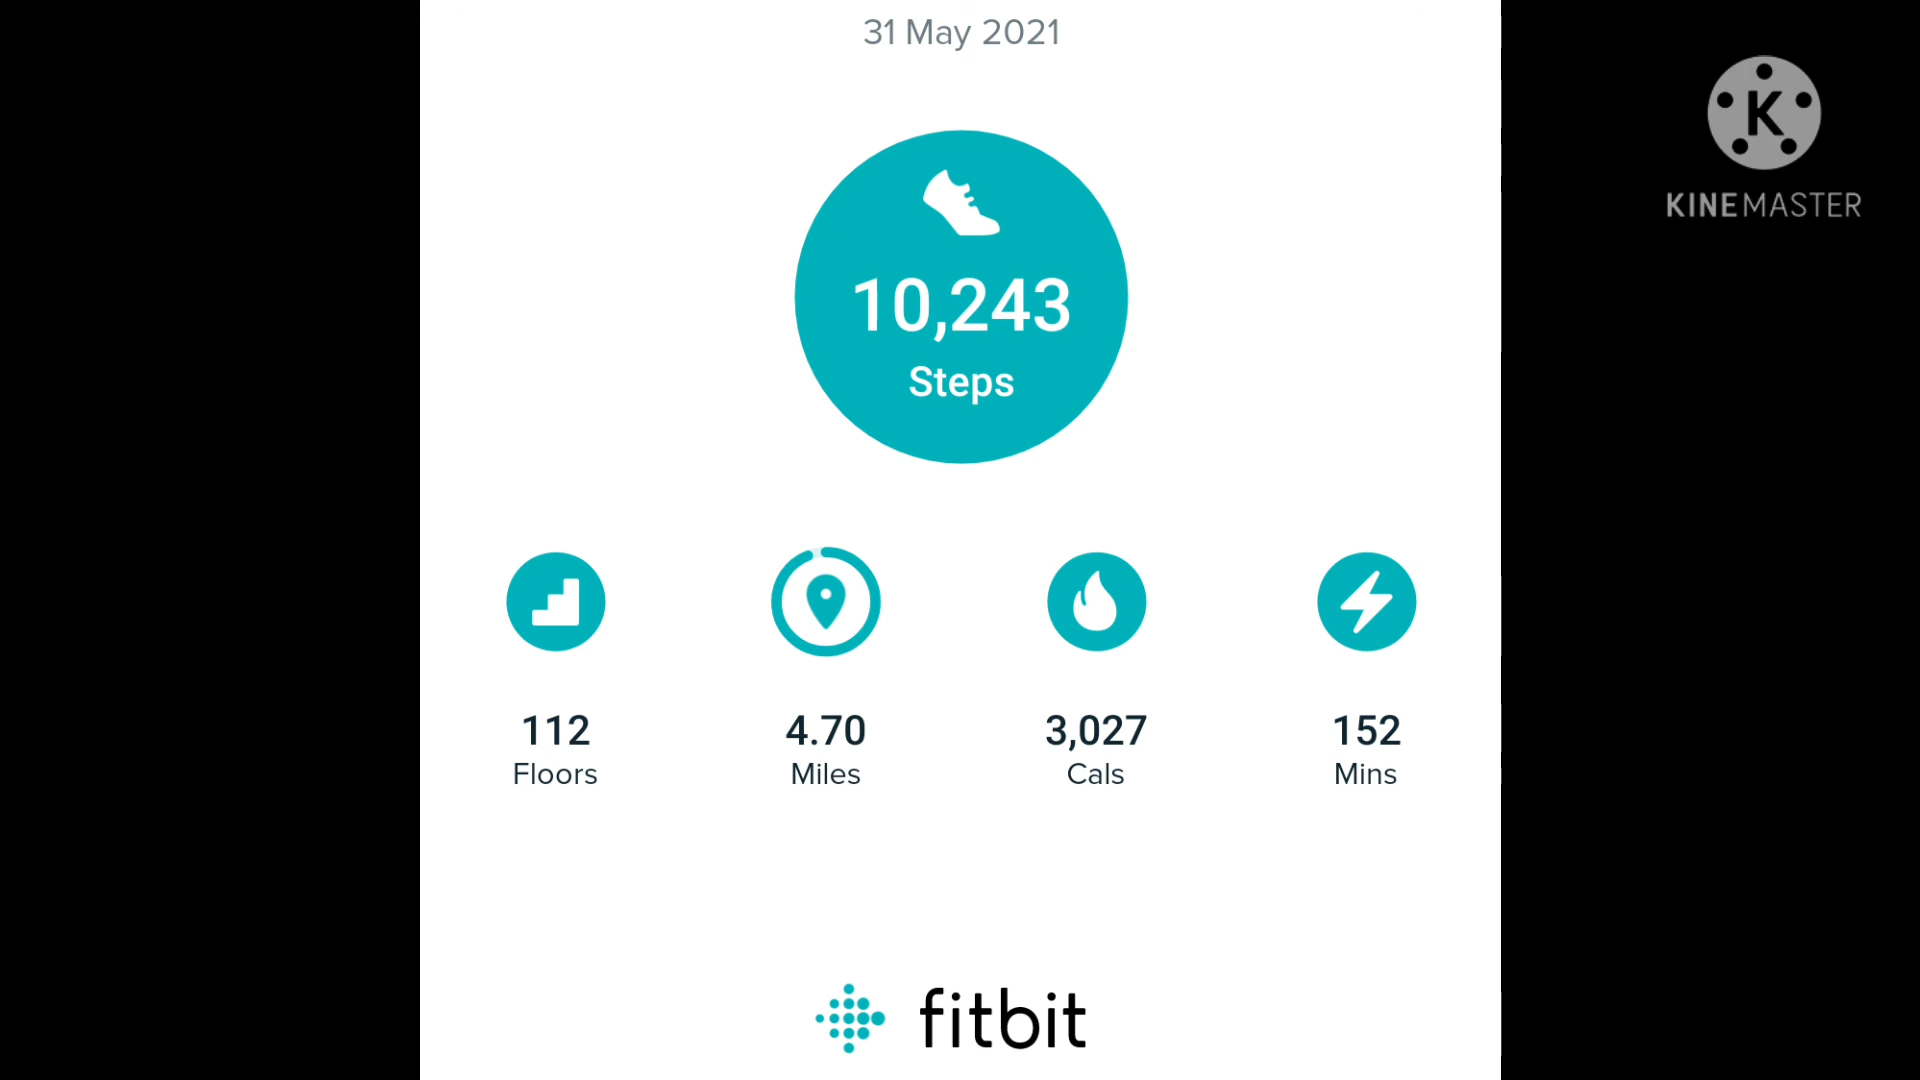 31 May 2021
K
KINEMASTER
10,243
Steps
112
Floors
4.70
Miles
3,027
Cals
152
Mins
fitbit